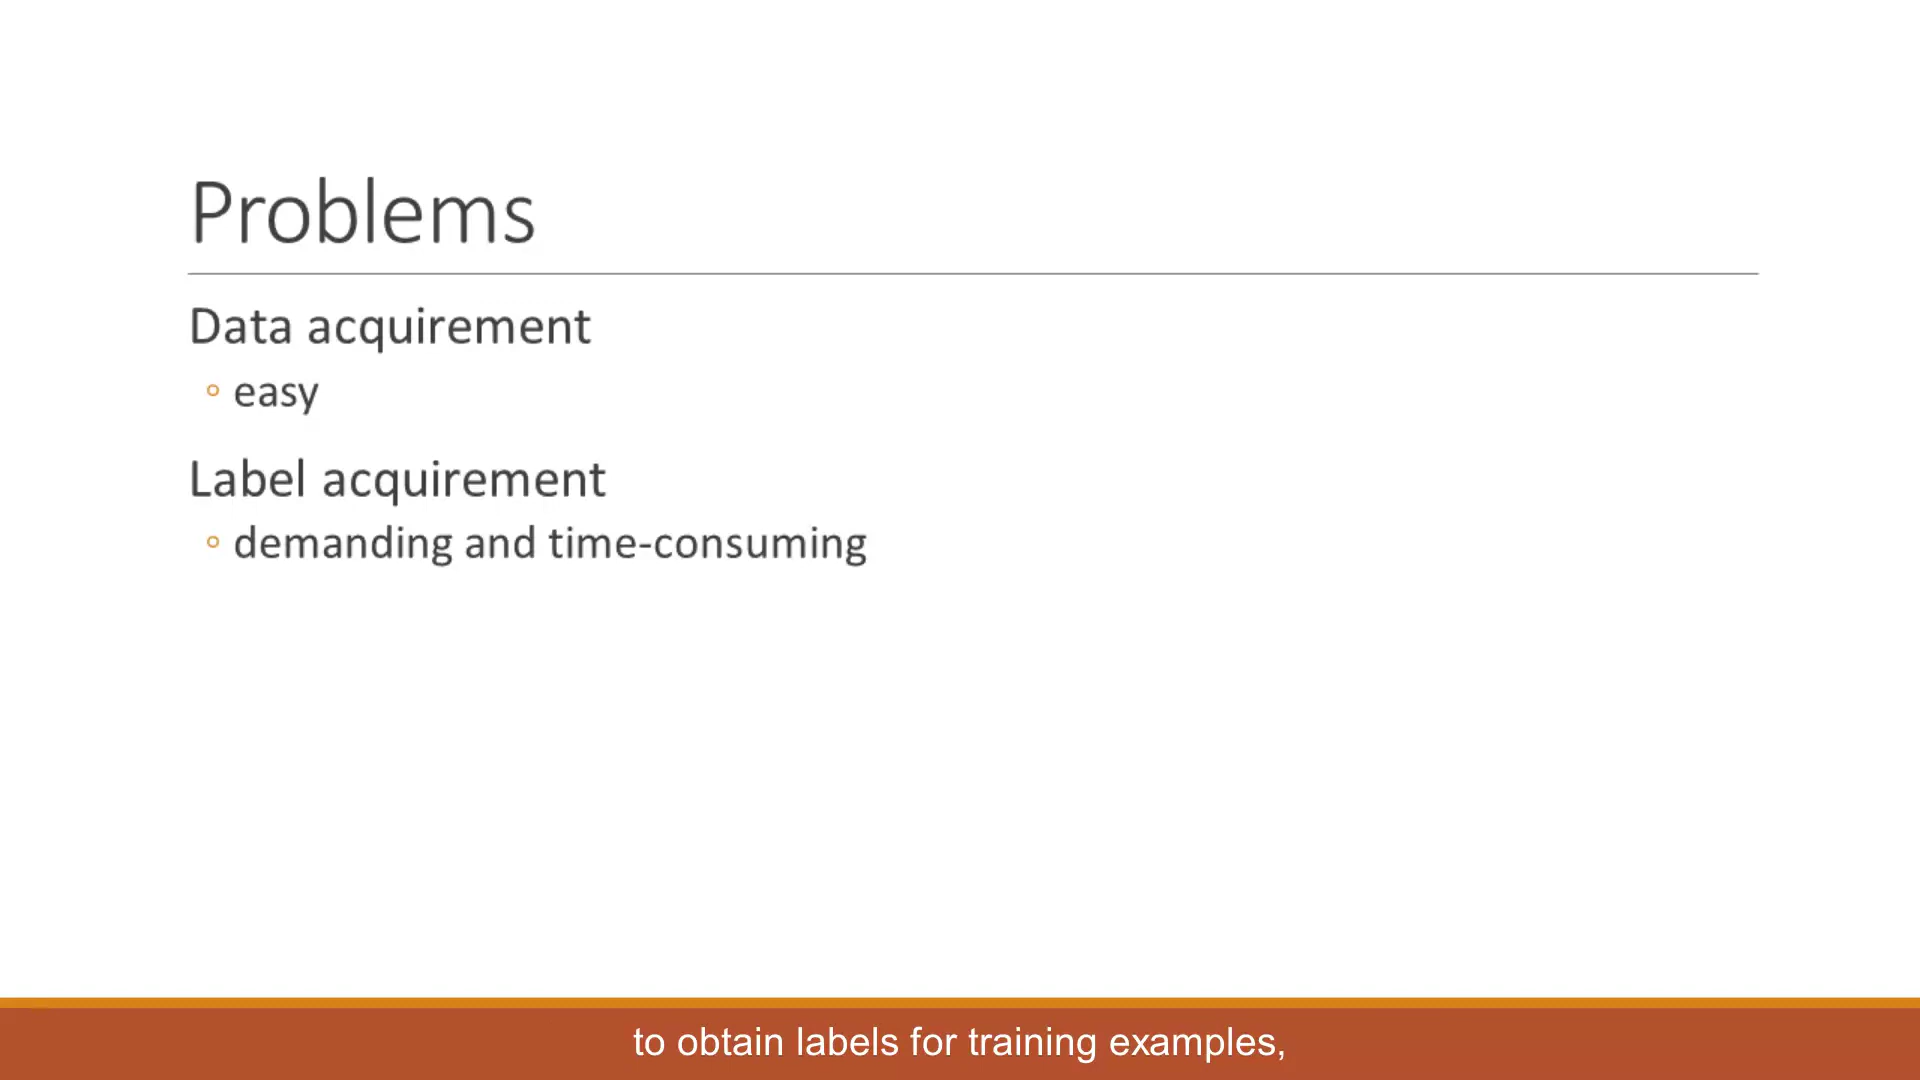 Problems
Data acquirement
◦ easy
Label acquirement
◦ demanding and time-consuming
to obtain labels for training examples,